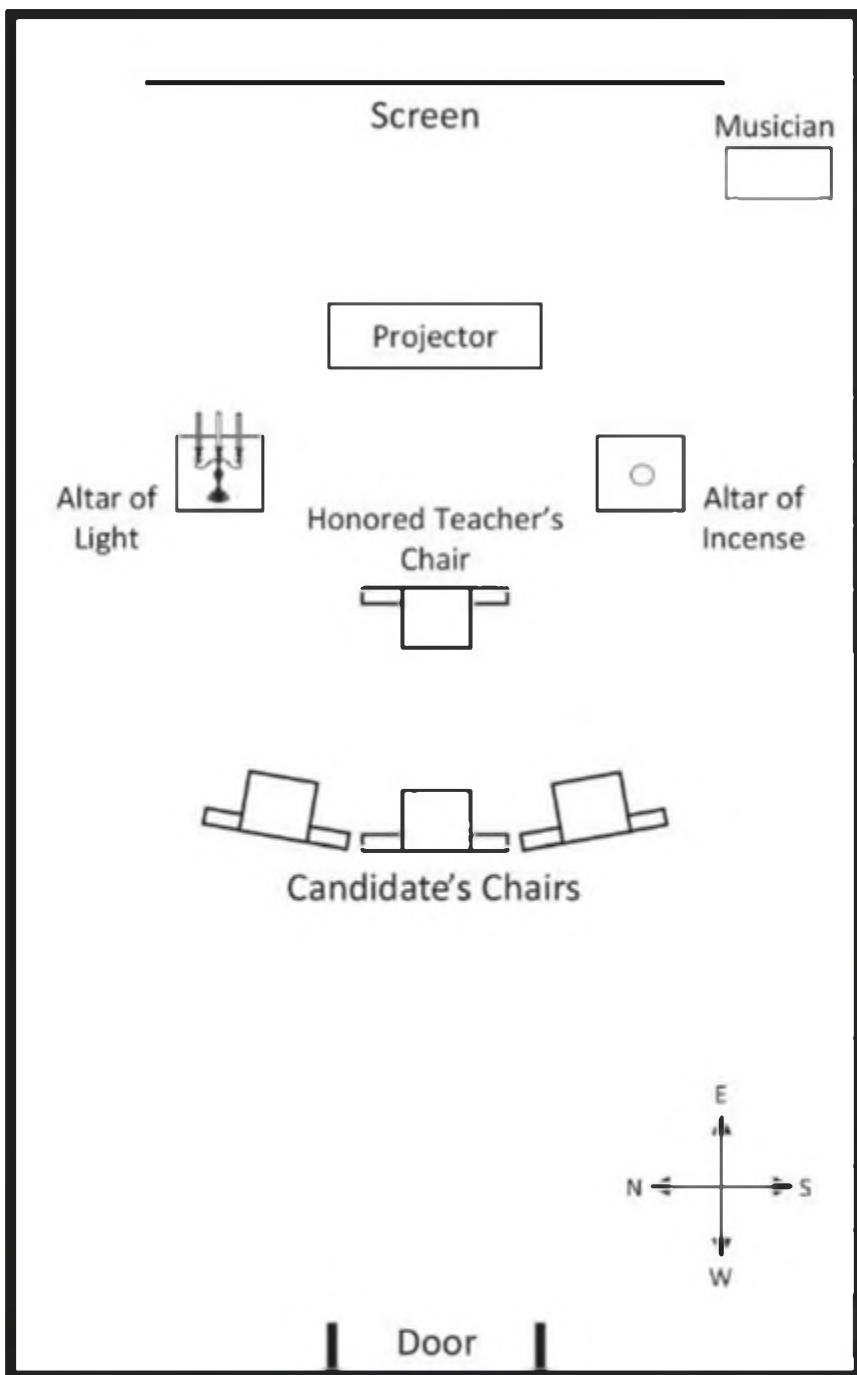 Screen
Musician
Projector
Altar of
Light
Honored Teacher's
Chair
Altar of
Incense
Candidate's Chairs
E
N
S
W
Door